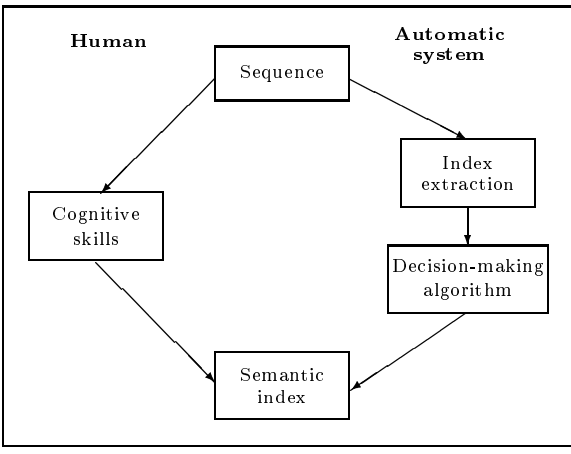 Human
Automatic
system
Sequence
Index
extraction
Cognitive
skills
Decision-making
algorithm
Semantic
index